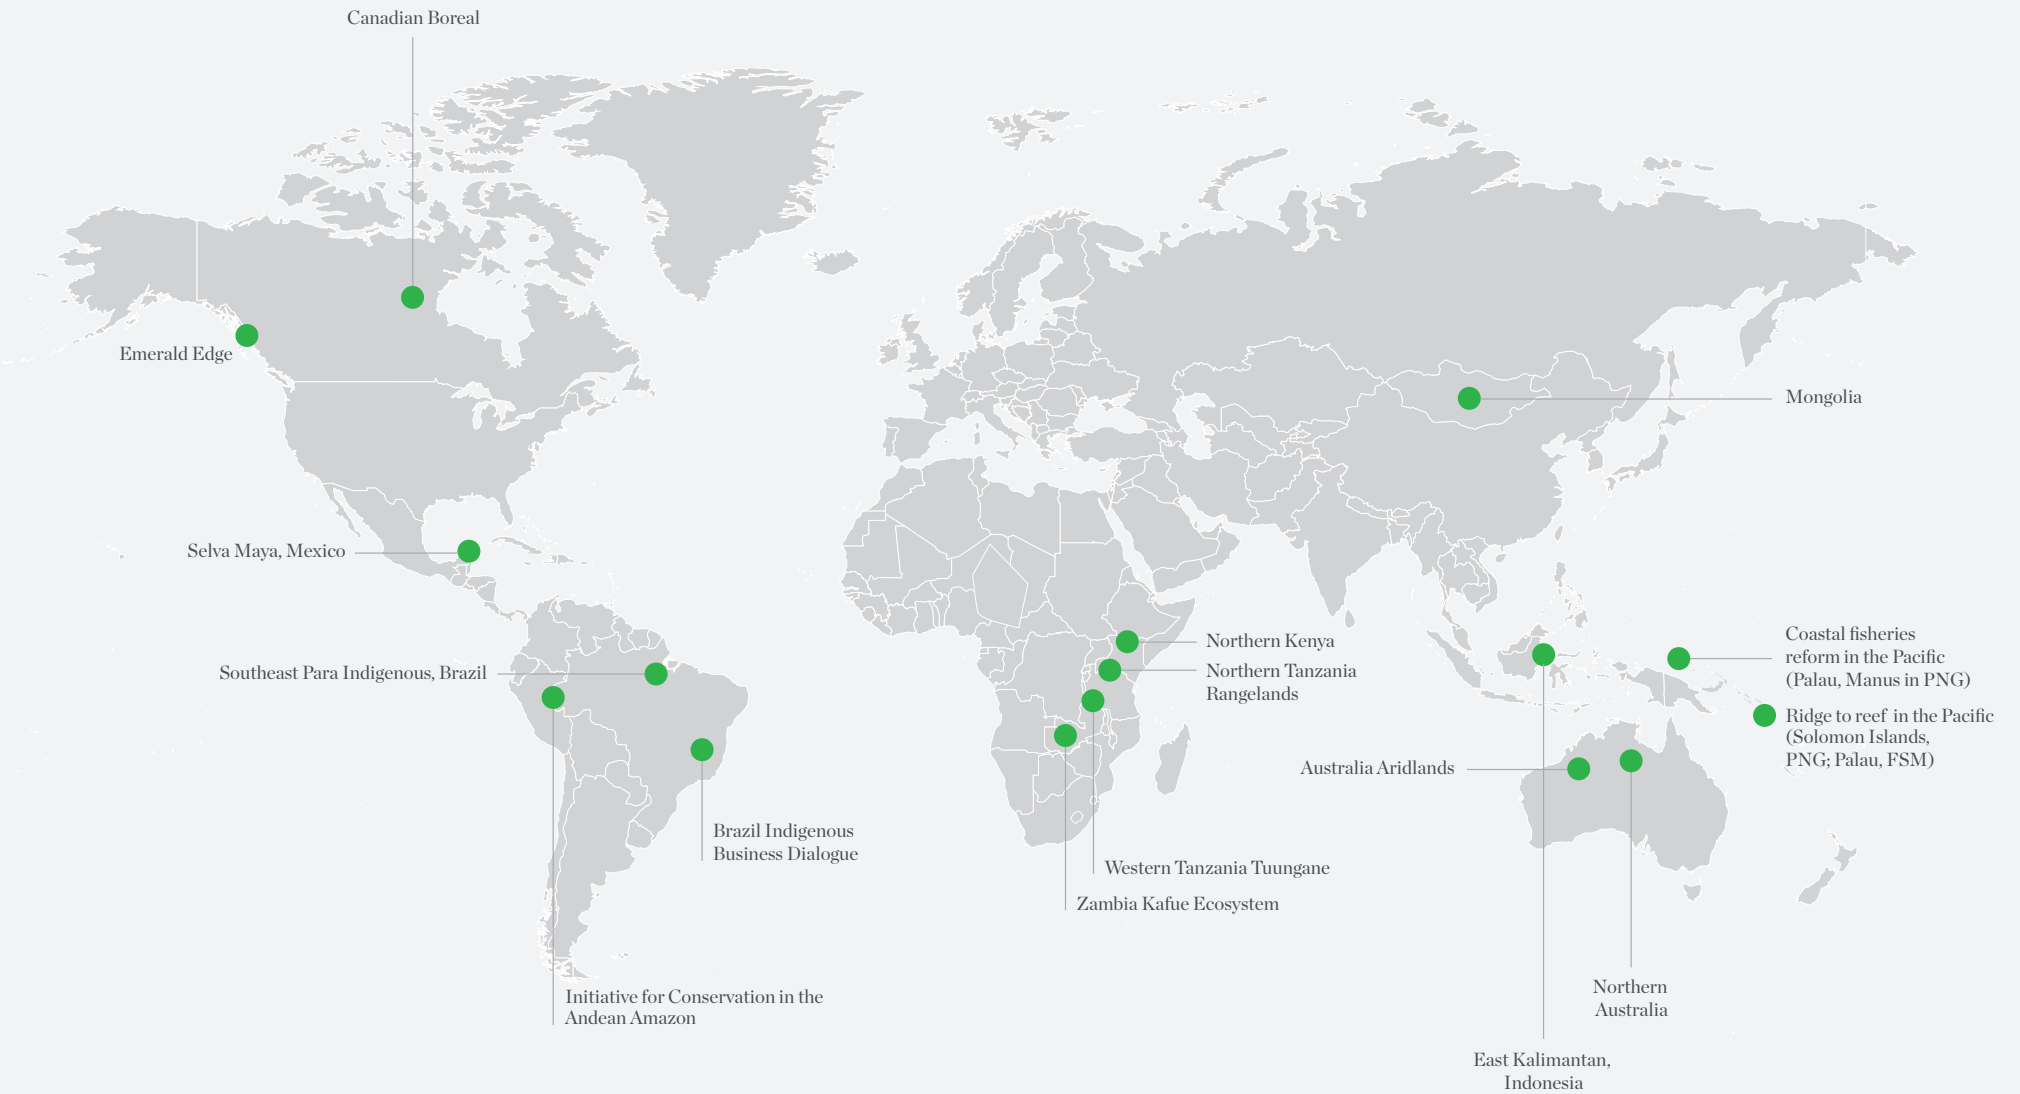 Canadian Boreal
Emerald Edge
Mongolia
Selva Maya, Mexico
Northern Kenya
Southeast Para Indigenous, Brazil
Northern Tanzania
Rangelands
Coastal fisheries
reform in the Pacific
(Palau, Manus in PNG)
Ridge to reef in the Pacific
(Solomon Islands,
PNG; Palau, FSM)
Australia Aridlands
Brazil Indigenous
Business Dialogue
Western Tanzania Tuungane
Zambia Kafue Ecosystem
Initiative for Conservation in the
Andean Amazon
Northern
Australia
East Kalimantan,
Indonesia